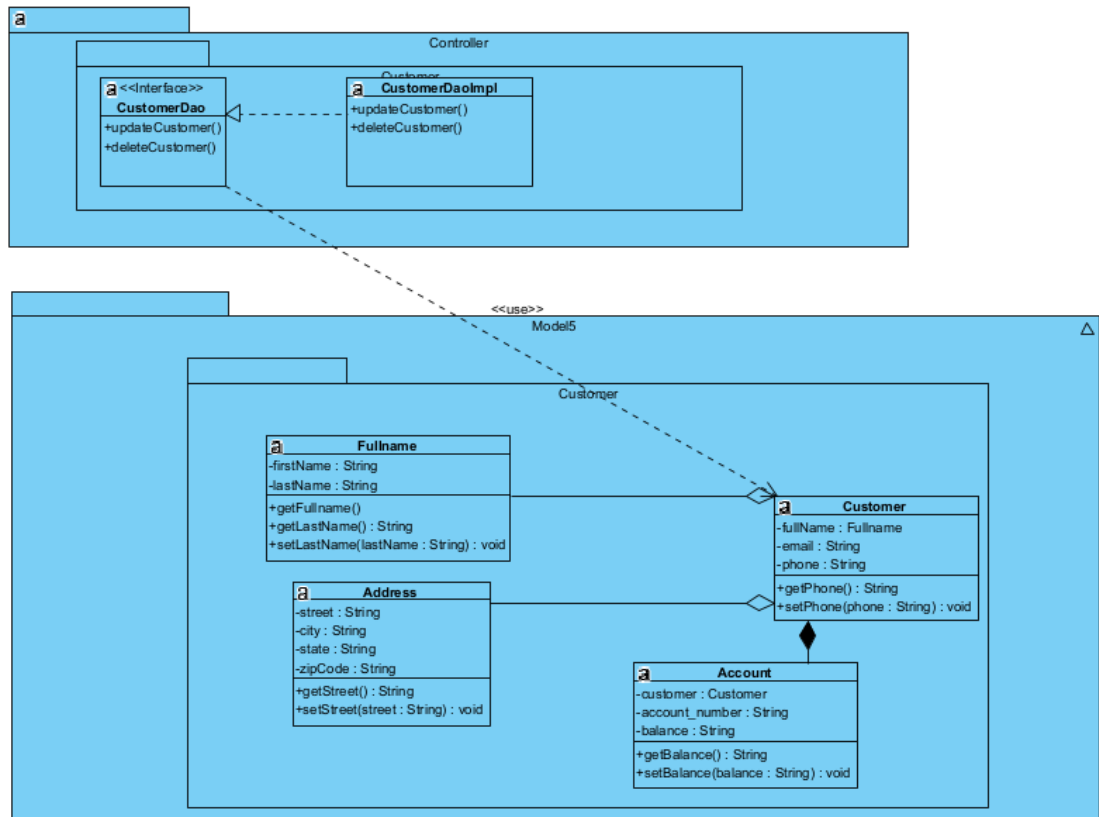 a
Controller
Customer
a <<Interface>>
CustomerDao
+updateCustomer()
+deleteCustomer()
a CustomerDaoImpl
+updateCustomer()
+deleteCustomer()
<<use>>
Model5
Customer
a Fullname
-firstName : String
-lastName : String
+getFullname()
+getLastName() : String
+setLastName(lastName : String) : void
a Customer
-fullName : Fullname
-email : String
-phone : String
+getPhone() : String
+setPhone(phone : String) : void
a Address
-street : String
-city : String
-state : String
-zipCode : String
+getStreet() : String
+setStreet(street : String) : void
a Account
-customer : Customer
-account_number : String
-balance : String
+getBalance() : String
+setBalance(balance : String) : void